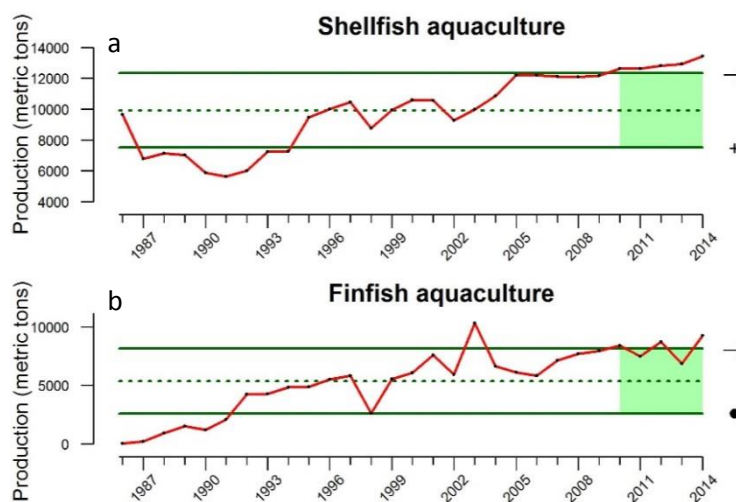 a
Shellfish aquaculture
Production (metric tons)
14000
12000
10000
8000
6000
4000
1987 1990 1993 1996 1999 2002 2005 2008 2011 2014
b
Finfish aquaculture
Production (metric tons)
10000
5000
0
1987 1990 1993 1996 1999 2002 2005 2008 2011 2014